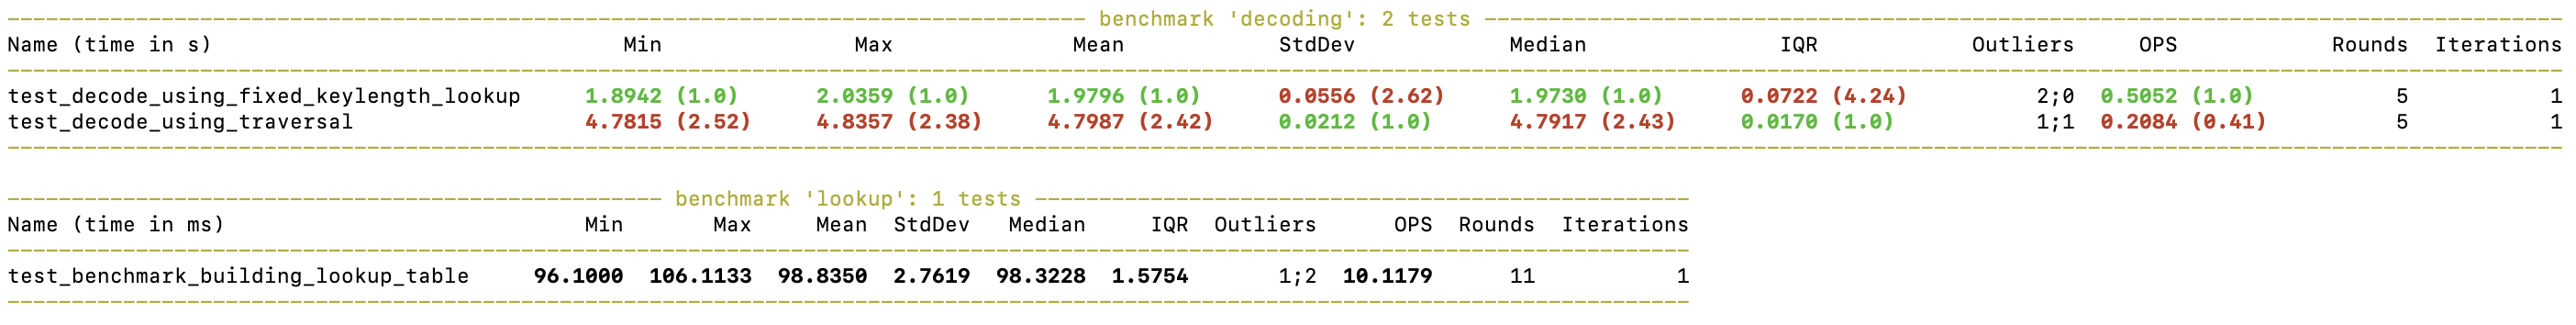 benchmark 'decoding': 2 tests
Name (time in s) Min Max Mean StdDev Median IQR Outliers OPS Rounds Iterations
test_decode_using_fixed_keylength_lookup 1.8942 (1.0) 2.0359 (1.0) 1.9796 (1.0) 0.0556 (2.62) 1.9730 (1.0) 0.0722 (4.24) 2;0 0.5052 (1.0) 5 1
test_decode_using_traversal 4.7815 (2.52) 4.8357 (2.38) 4.7987 (2.42) 0.0212 (1.0) 4.7917 (2.43) 0.0170 (1.0) 1;1 0.2084 (0.41) 5 1
benchmark 'lookup': 1 tests
Name (time in ms) Min Max Mean StdDev Median IQR Outliers OPS Rounds Iterations
test_benchmark_building_lookup_table 96.1000 106.1133 98.8350 2.7619 98.3228 1.5754 1;2 10.1179 11 1